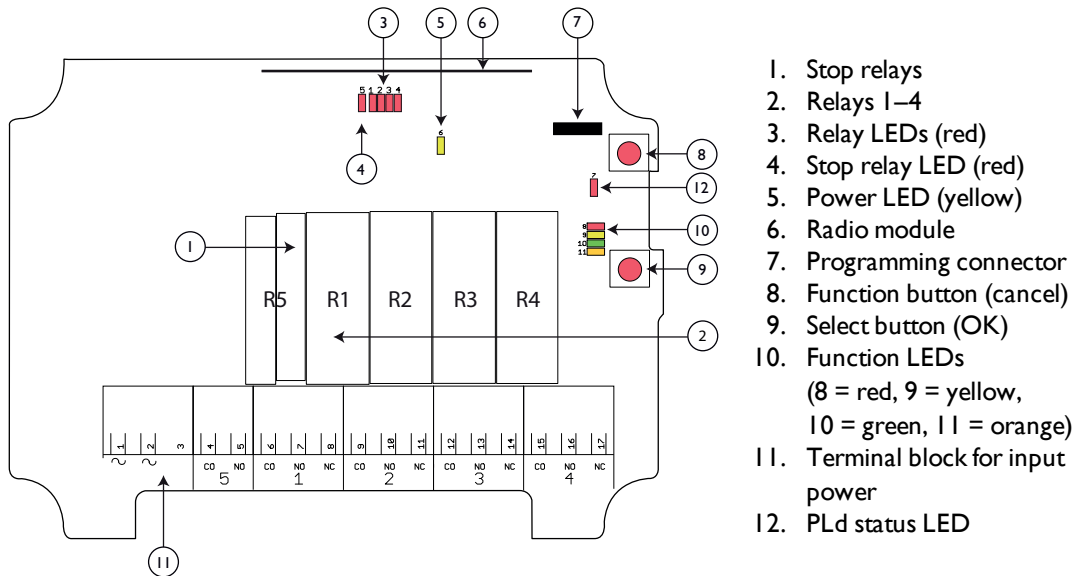 3
5
6
7
5 1 2 3 4
6
4
8
7
12
8
9
10
11
10
1
9
R5
R1
R2
R3
R4
2
1
2
3
4
5
6
7
8
9
10
11
12
13
14
15
16
17
CO NO
CO NO NC
CO NO NC
CO NO NC
CO NO NC
5
1
2
3
4
11
1. Stop relays
2. Relays 1–4
3. Relay LEDs (red)
4. Stop relay LED (red)
5. Power LED (yellow)
6. Radio module
7. Programming connector
8. Function button (cancel)
9. Select button (OK)
10. Function LEDs
(8 = red, 9 = yellow,
10 = green, 11 = orange)
11. Terminal block for input
power
12. PLd status LED